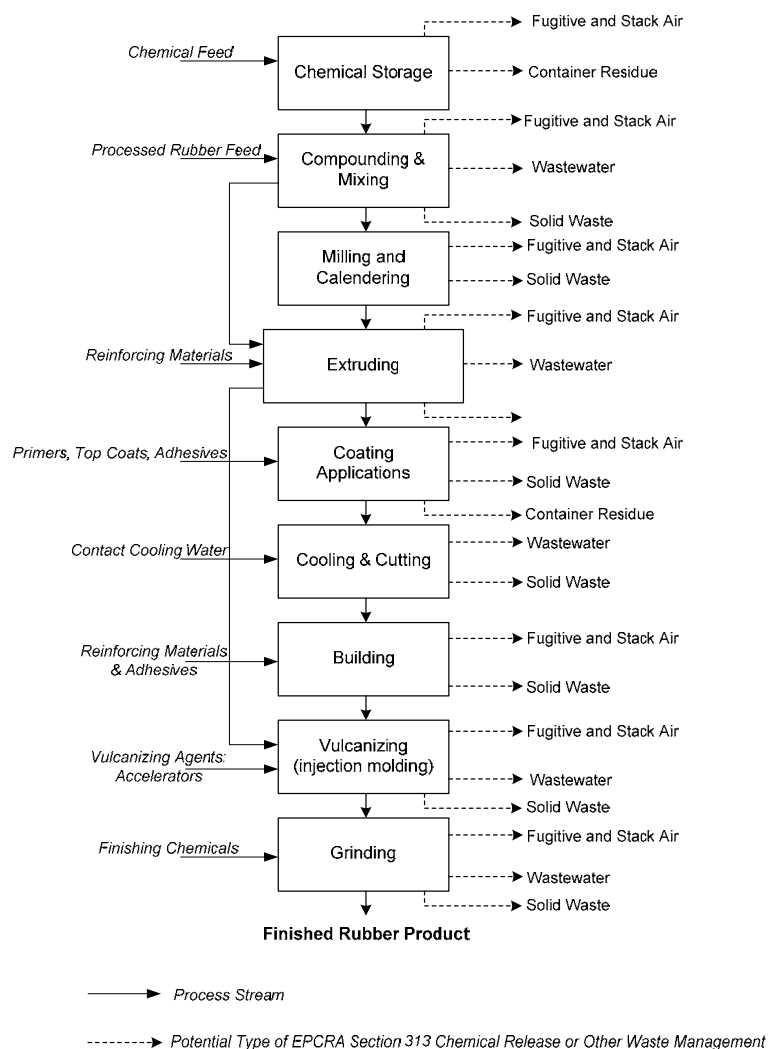 Fugitive and Stack Air
Chemical Feed
Chemical Storage
Container Residue
Fugitive and Stack Air
Processed Rubber Feed
Compounding &
Mixing
Wastewater
Solid Waste
Fugitive and Stack Air
Milling and
Calendering
Solid Waste
Fugitive and Stack Air
Reinforcing Materials
Extruding
Wastewater
Fugitive and Stack Air
Primers, Top Coats, Adhesives
Coating
Applications
Solid Waste
Container Residue
Wastewater
Contact Cooling Water
Cooling & Cutting
Solid Waste
Fugitive and Stack Air
Reinforcing Materials
& Adhesives
Building
Solid Waste
Fugitive and Stack Air
Vulcanizing Agents:
Accelerators
Vulcanizing
(injection molding)
Wastewater
Solid Waste
Fugitive and Stack Air
Finishing Chemicals
Grinding
Wastewater
Solid Waste
Finished Rubber Product
Process Stream
Potential Type of EPCRA Section 313 Chemical Release or Other Waste Management